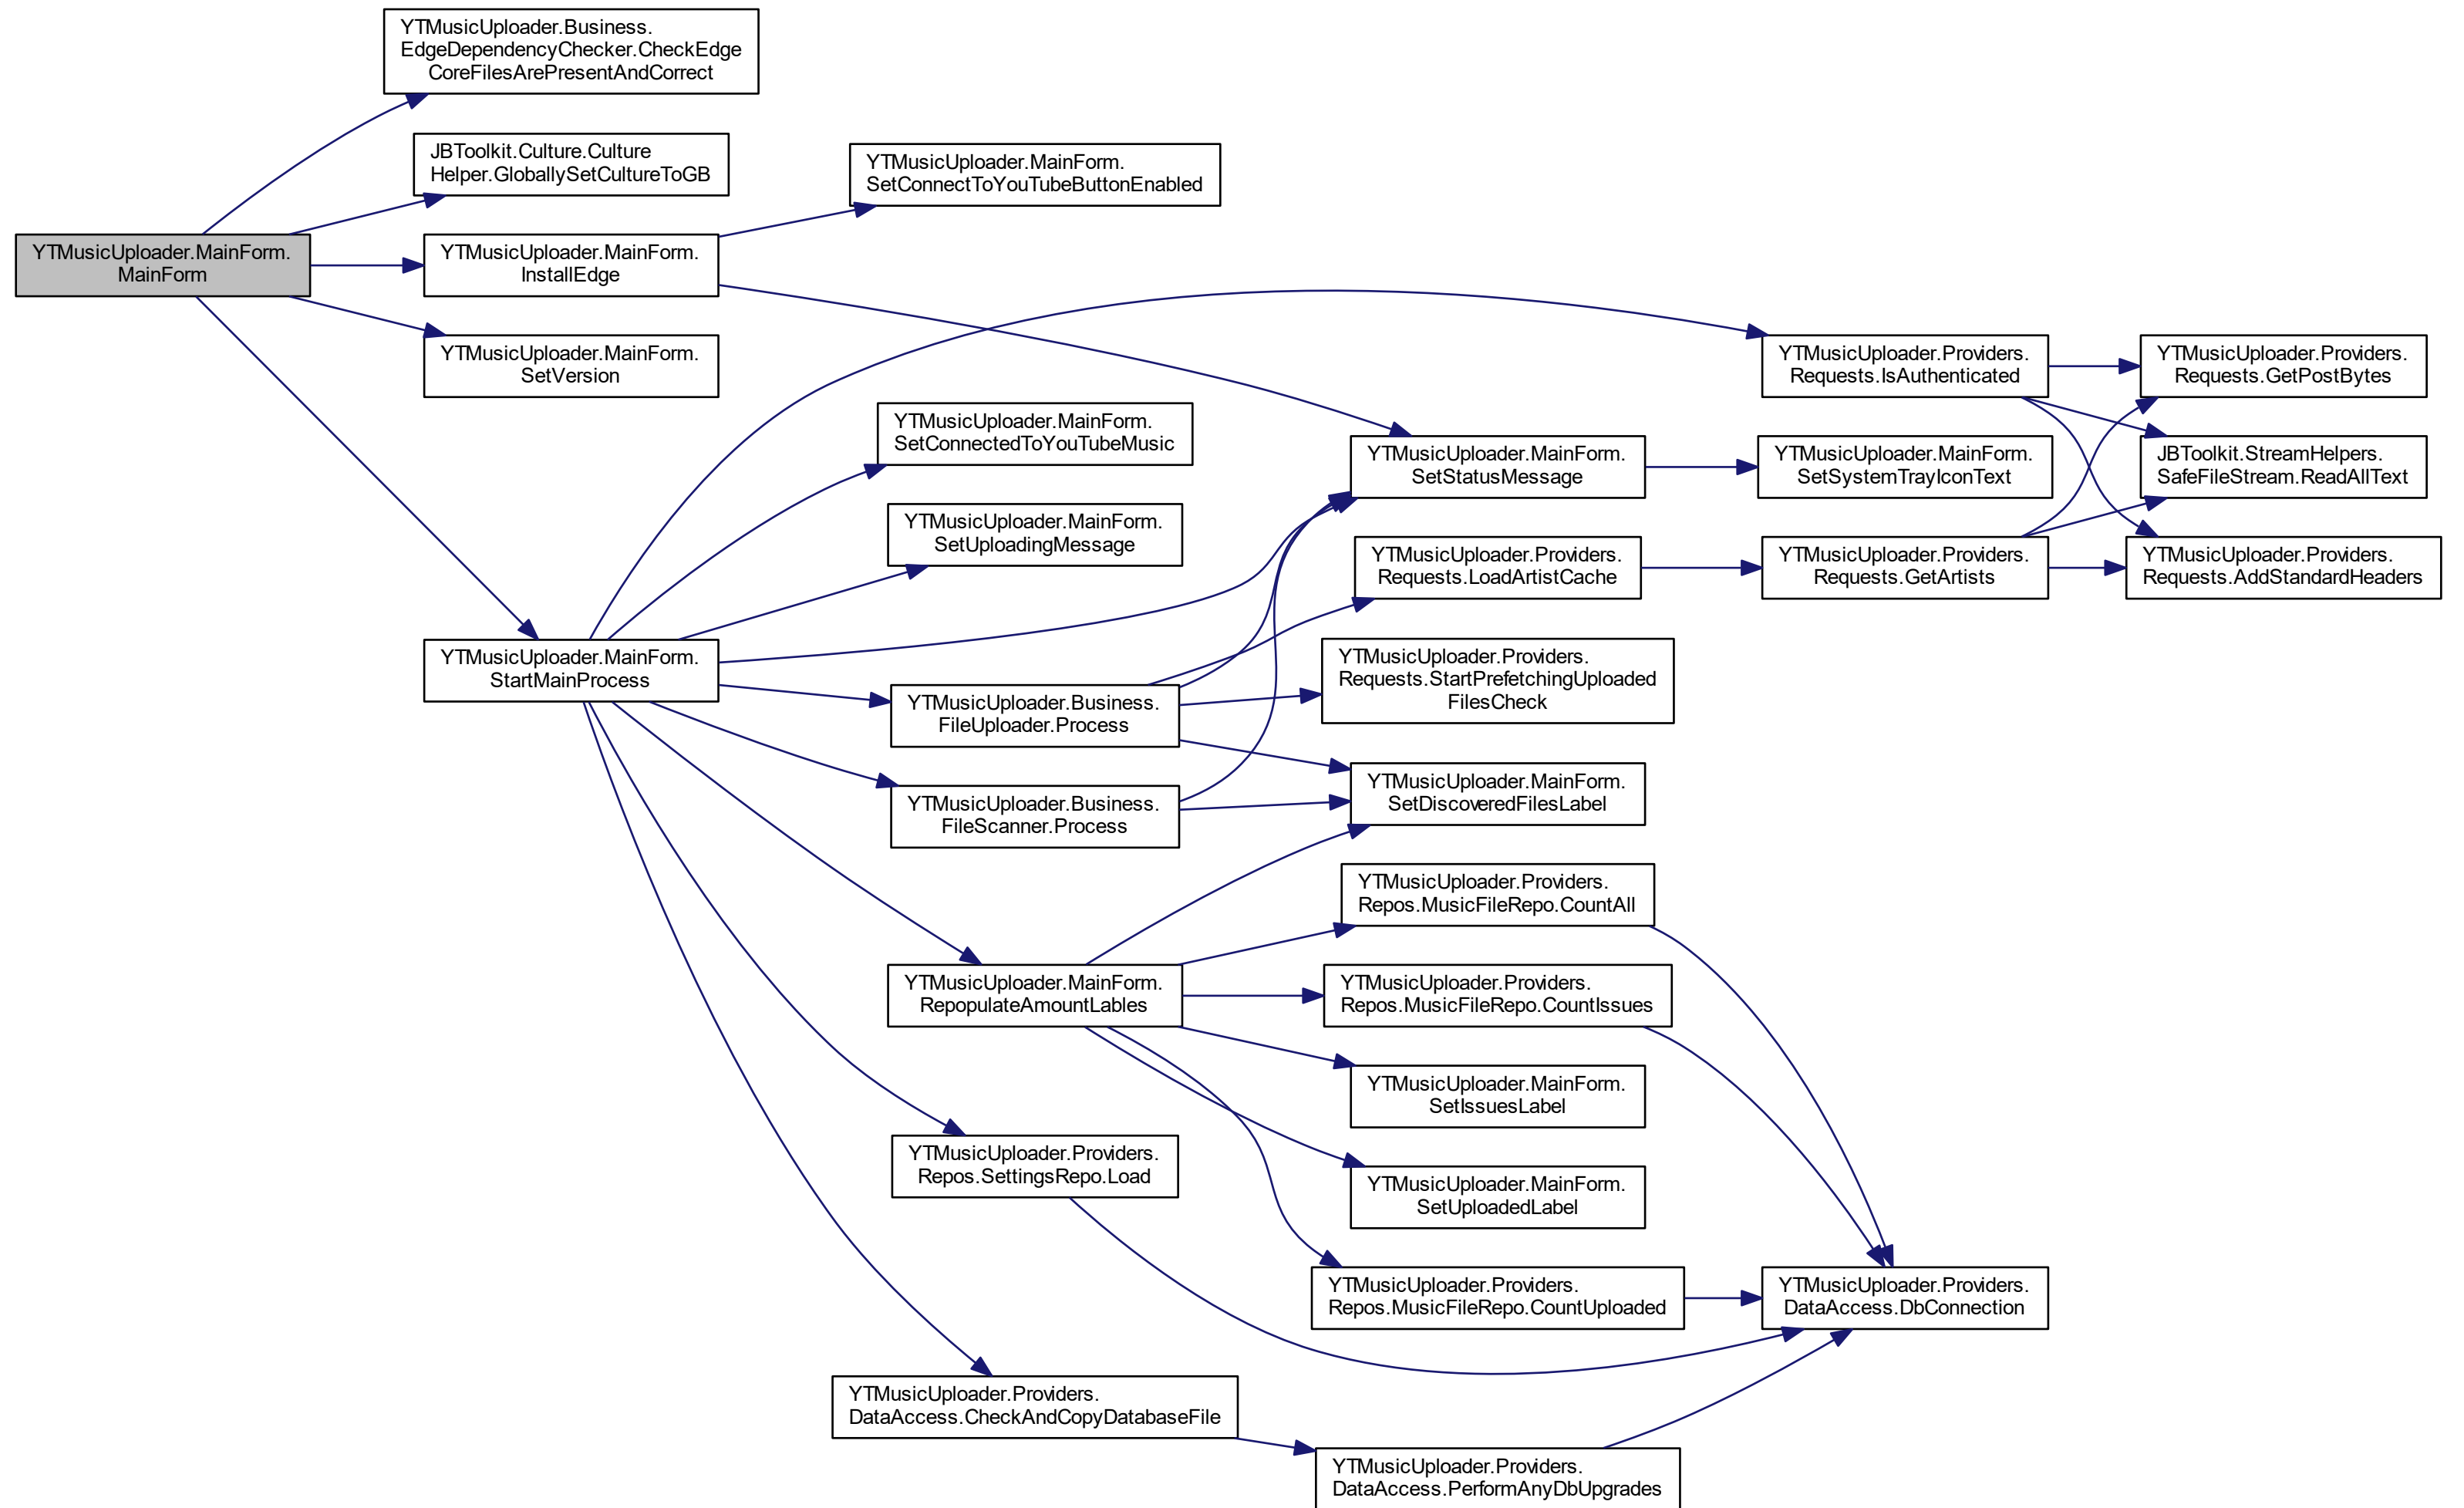 YTMusicUploader.MainForm.
MainForm
YTMusicUploader.Business.
EdgeDependencyChecker.CheckEdge
CoreFilesArePresentAndCorrect
JBToolkit.Culture.Culture
Helper.GloballySetCultureToGB
YTMusicUploader.MainForm.
InstallEdge
YTMusicUploader.MainForm.
SetVersion
YTMusicUploader.MainForm.
StartMainProcess
YTMusicUploader.MainForm.
SetConnectToYouTubeButtonEnabled
YTMusicUploader.MainForm.
SetConnectedToYouTubeMusic
YTMusicUploader.MainForm.
SetUploadingMessage
YTMusicUploader.Business.
FileUploader.Process
YTMusicUploader.Business.
FileScanner.Process
YTMusicUploader.MainForm.
RepopulateAmountLables
YTMusicUploader.Providers.
Repos.SettingsRepo.Load
YTMusicUploader.Providers.
DataAccess.CheckAndCopyDatabaseFile
YTMusicUploader.MainForm.
SetStatusMessage
YTMusicUploader.Providers.
Requests.LoadArtistCache
YTMusicUploader.Providers.
Requests.StartPrefetchingUploaded
FilesCheck
YTMusicUploader.MainForm.
SetDiscoveredFilesLabel
YTMusicUploader.Providers.
Repos.MusicFileRepo.CountAll
YTMusicUploader.Providers.
Repos.MusicFileRepo.CountIssues
YTMusicUploader.MainForm.
SetIssuesLabel
YTMusicUploader.MainForm.
SetUploadedLabel
YTMusicUploader.Providers.
Repos.MusicFileRepo.CountUploaded
YTMusicUploader.Providers.
DataAccess.PerformAnyDbUpgrades
YTMusicUploader.Providers.
Requests.IsAuthenticated
YTMusicUploader.MainForm.
SetSystemTrayIconText
YTMusicUploader.Providers.
Requests.GetArtists
YTMusicUploader.Providers.
DataAccess.DbConnection
YTMusicUploader.Providers.
Requests.GetPostBytes
JBToolkit.StreamHelpers.
SafeFileStream.ReadAllText
YTMusicUploader.Providers.
Requests.AddStandardHeaders